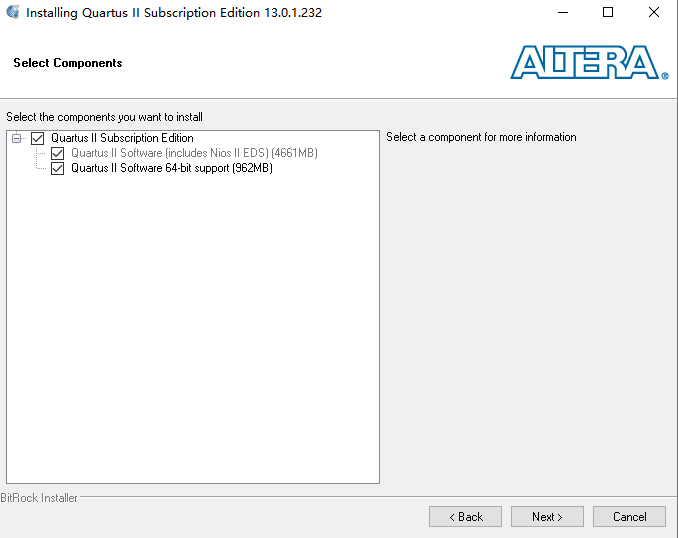 Installing Quartus II Subscription Edition 13.0.1.232
Select Components
ALTERA®
Select the components you want to install
Quartus II Subscription Edition
Quartus II Software (includes Nios II EDS) (4661MB)
Quartus II Software 64-bit support (962MB)
Select a component for more information
BitRock Installer
< Back
Next >
Cancel